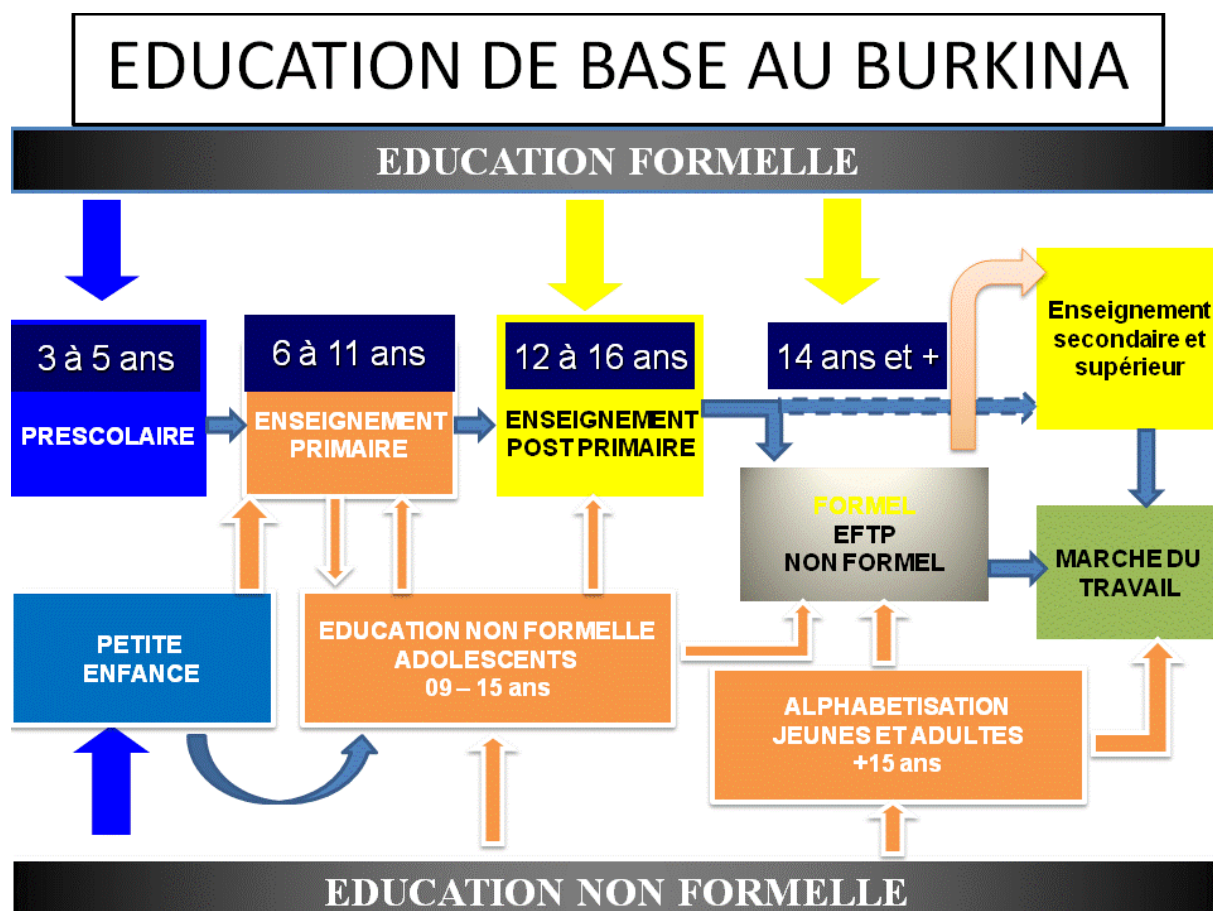 EDUCATION DE BASE AU BURKINA
EDUCATION FORMELLE
3 à 5 ans
PRESCOLAIRE
6 à 11 ans
ENSEIGNEMENT
PRIMAIRE
12 à 16 ans
ENSEIGNEMENT
POST PRIMAIRE
14 ans et +
Enseignement
secondaire et
supérieur
FORMEL
EFTP
NON FORMEL
MARCHE DU
TRAVAIL
PETITE
ENFANCE
EDUCATION NON FORMELLE
ADOLESCENTS
09 – 15 ans
ALPHABETISATION
JEUNES ET ADULTES
+15 ans
EDUCATION NON FORMELLE